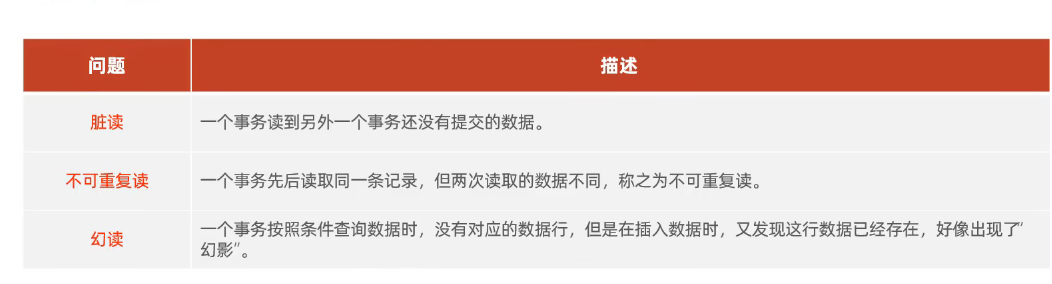 问题 描述
脏读 一个事务读到另外一个事务还没有提交的数据。
不可重复读 一个事务先后读取同一条记录，但两次读取的数据不同，称之为不可重复读。
幻读 一个事务按照条件查询数据时，没有对应的数据行，但是在插入数据时，又发现这行数据已经存在，好像出现了"
幻影"。